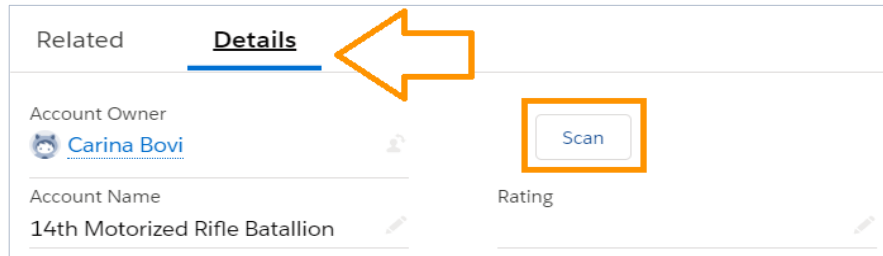 Related Details
Account Owner
Carina Bovi
Scan
Account Name
14th Motorized Rifle Batallion
Rating